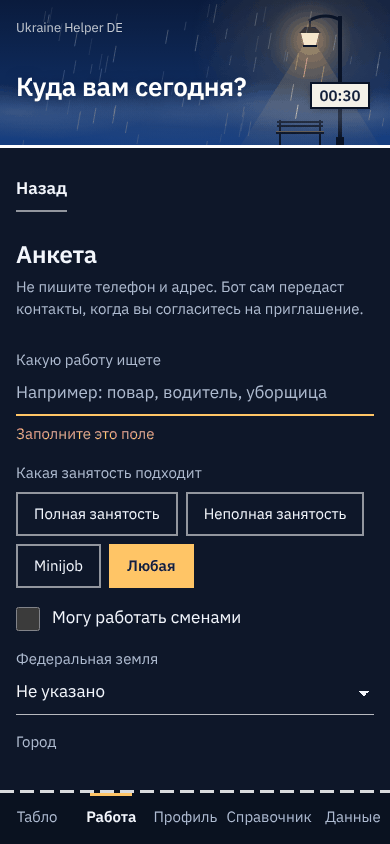 Ukraine Helper DE
Куда вам сегодня?
00:30
Назад
Анкета
Не пишите телефон и адрес. Бот сам передаст
контакты, когда вы согласитесь на приглашение.
Какую работу ищете
Например: повар, водитель, уборщица
Заполните это поле
Какая занятость подходит
Полная занятость
Неполная занятость
Minijob
Любая
Могу работать сменами
Федеральная земля
Не указано
Город
Табло
Работа
Профиль
Справочник
Данные